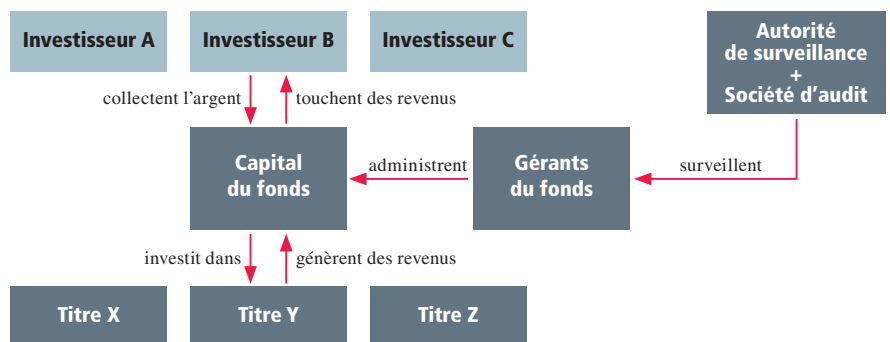 Investisseur A
Investisseur B
Investisseur C
Autorité
de surveillance
+
Société d'audit
collectent l'argent
touchent des revenus
Capital
du fonds
administrent
Gérants
du fonds
surveillent
investit dans
génèrent des revenus
Titre X
Titre Y
Titre Z